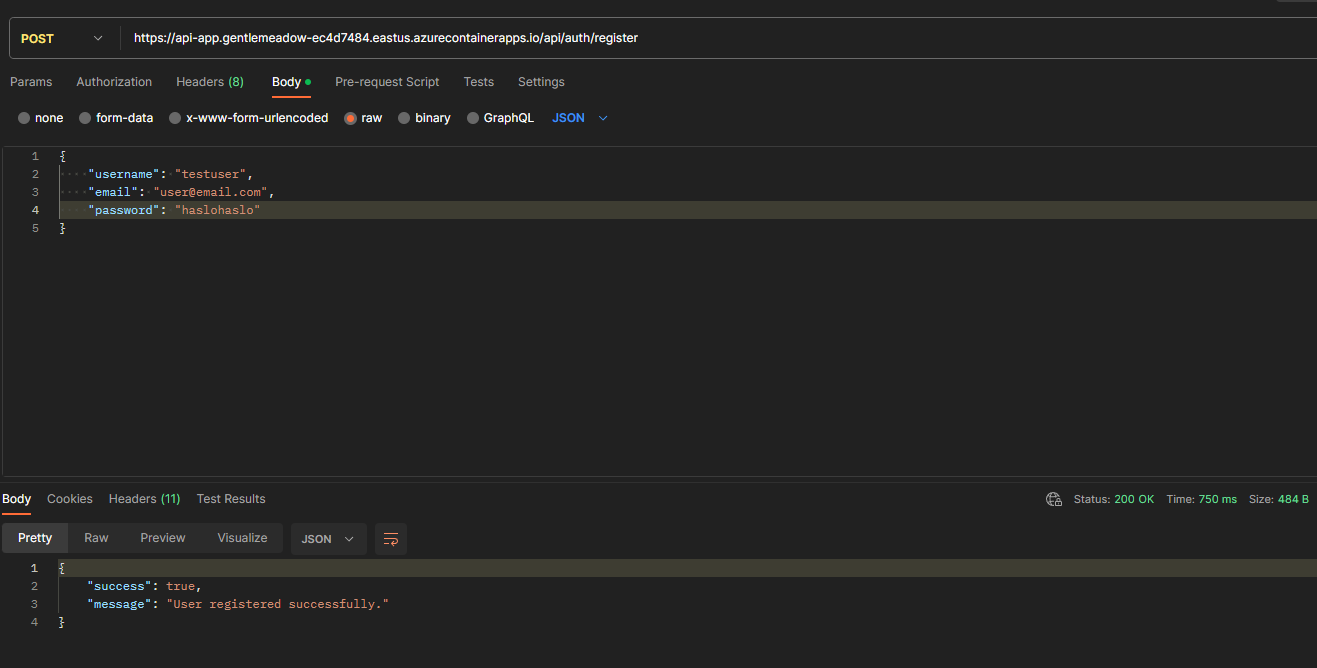 POST https://api-app.gentlemeadow-ec4d7484.eastus.azurecontainerapps.io/api/auth/register
Params Authorization Headers (8) Body Pre-request Script Tests Settings
none form-data x-www-form-urlencoded raw binary GraphQL JSON
1 {
2 ····"username":·"testuser",
3 ····"email":·"user@email.com",
4 ····"password":·"haslohaslo"
5 }
Body Cookies Headers (11) Test Results Status: 200 OK Time: 750 ms Size: 484 B
Pretty Raw Preview Visualize JSON
1 {
2 "success": true,
3 "message": "User registered successfully."
4 }